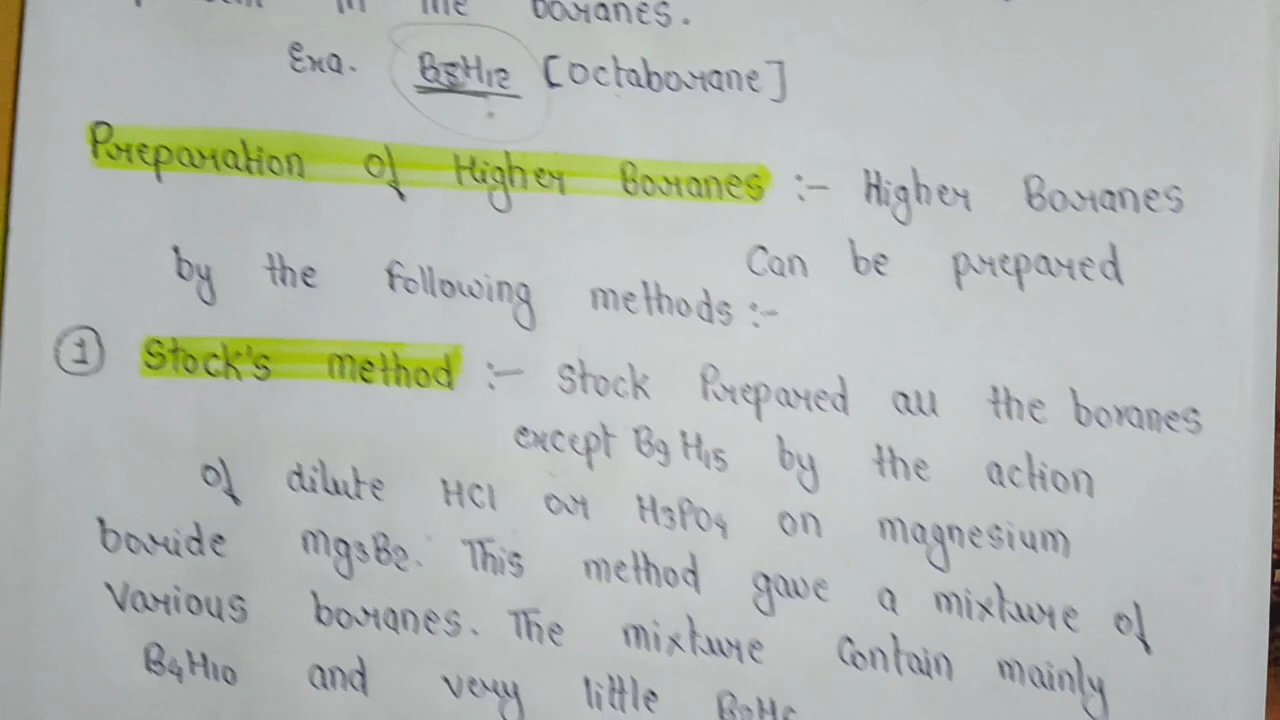 in the boranes.
Exa. B8H12 [Octaborane]
Preparation of Higher Boranes :- Higher Boranes
Can be prepared
by the following methods :-
① Stock's method :- Stock Prepared all the boranes
except B9H15 by the action
of dilute HCl or H3PO4 on magnesium
boride mg3B2. This method gave a mixture of
Various boranes. The mixture Contain mainly
B4H10 and very little